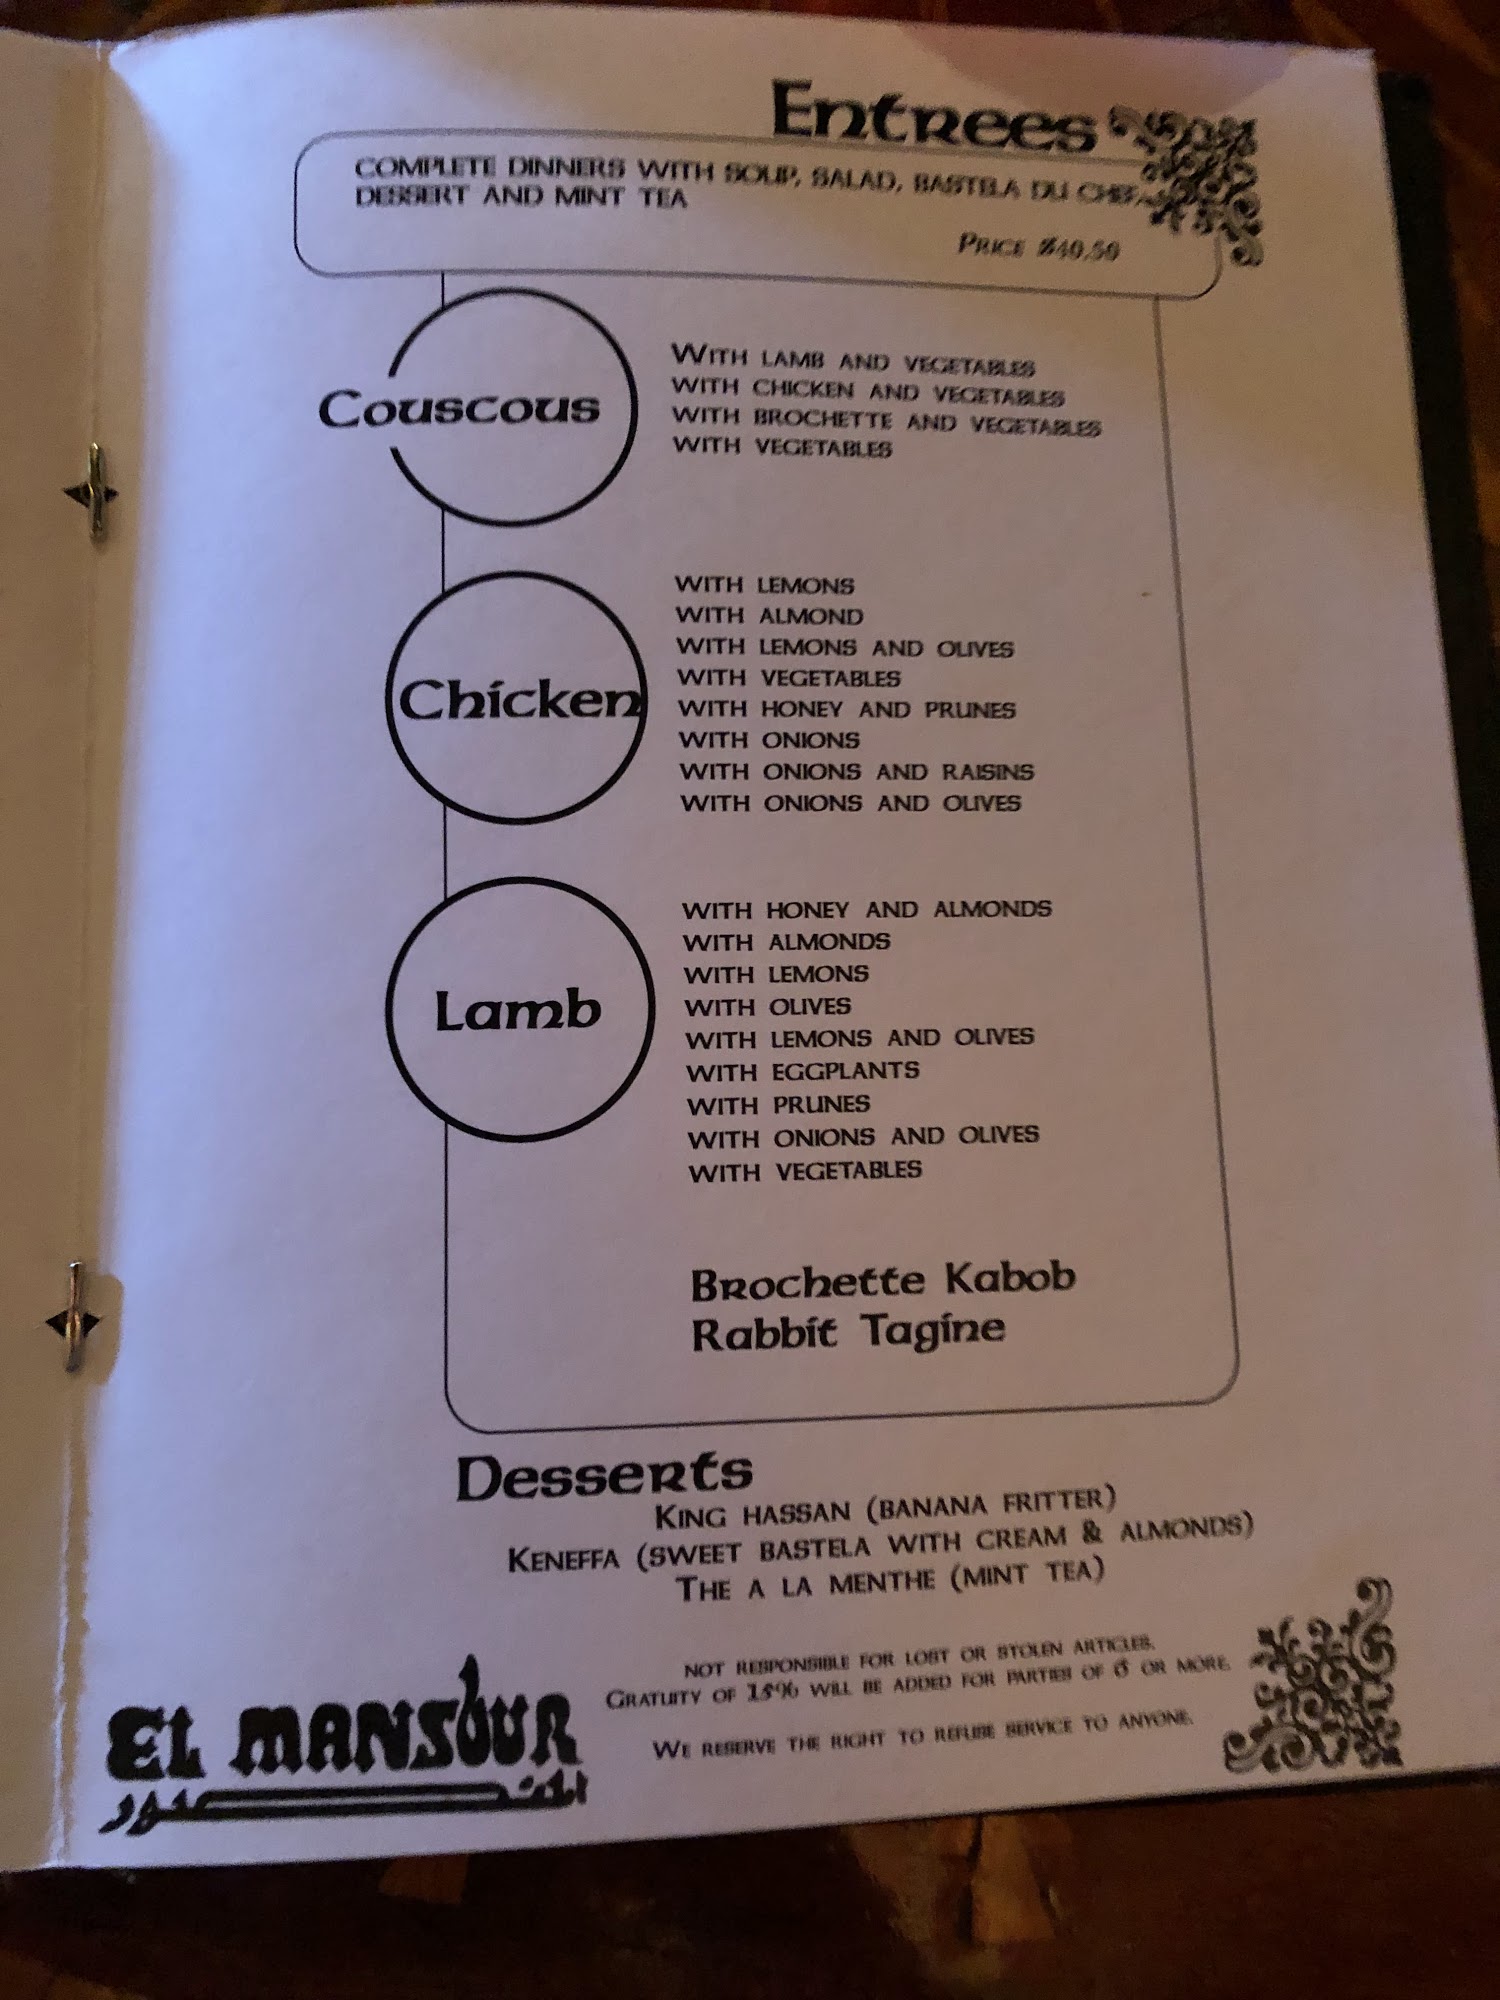 Entrees
COMPLETE DINNERS WITH SOUP, SALAD, BASTELA DU CHEF,
DESSERT AND MINT TEA
PRICE $40.50
Couscous
WITH LAMB AND VEGETABLES
WITH CHICKEN AND VEGETABLES
WITH BROCHETTE AND VEGETABLES
WITH VEGETABLES
Chicken
WITH LEMONS
WITH ALMOND
WITH LEMONS AND OLIVES
WITH VEGETABLES
WITH HONEY AND PRUNES
WITH ONIONS
WITH ONIONS AND RAISINS
WITH ONIONS AND OLIVES
Lamb
WITH HONEY AND ALMONDS
WITH ALMONDS
WITH LEMONS
WITH OLIVES
WITH LEMONS AND OLIVES
WITH EGGPLANTS
WITH PRUNES
WITH ONIONS AND OLIVES
WITH VEGETABLES
Brochette Kabob
Rabbit Tagine
Desserts
KING HASSAN (BANANA FRITTER)
KENEFFA (SWEET BASTELA WITH CREAM & ALMONDS)
THE A LA MENTHE (MINT TEA)
NOT RESPONSIBLE FOR LOST OR STOLEN ARTICLES.
GRATUITY OF 18% WILL BE ADDED FOR PARTIES OF 6 OR MORE.
WE RESERVE THE RIGHT TO REFUSE SERVICE TO ANYONE.
EL MANSOUR
المنصور